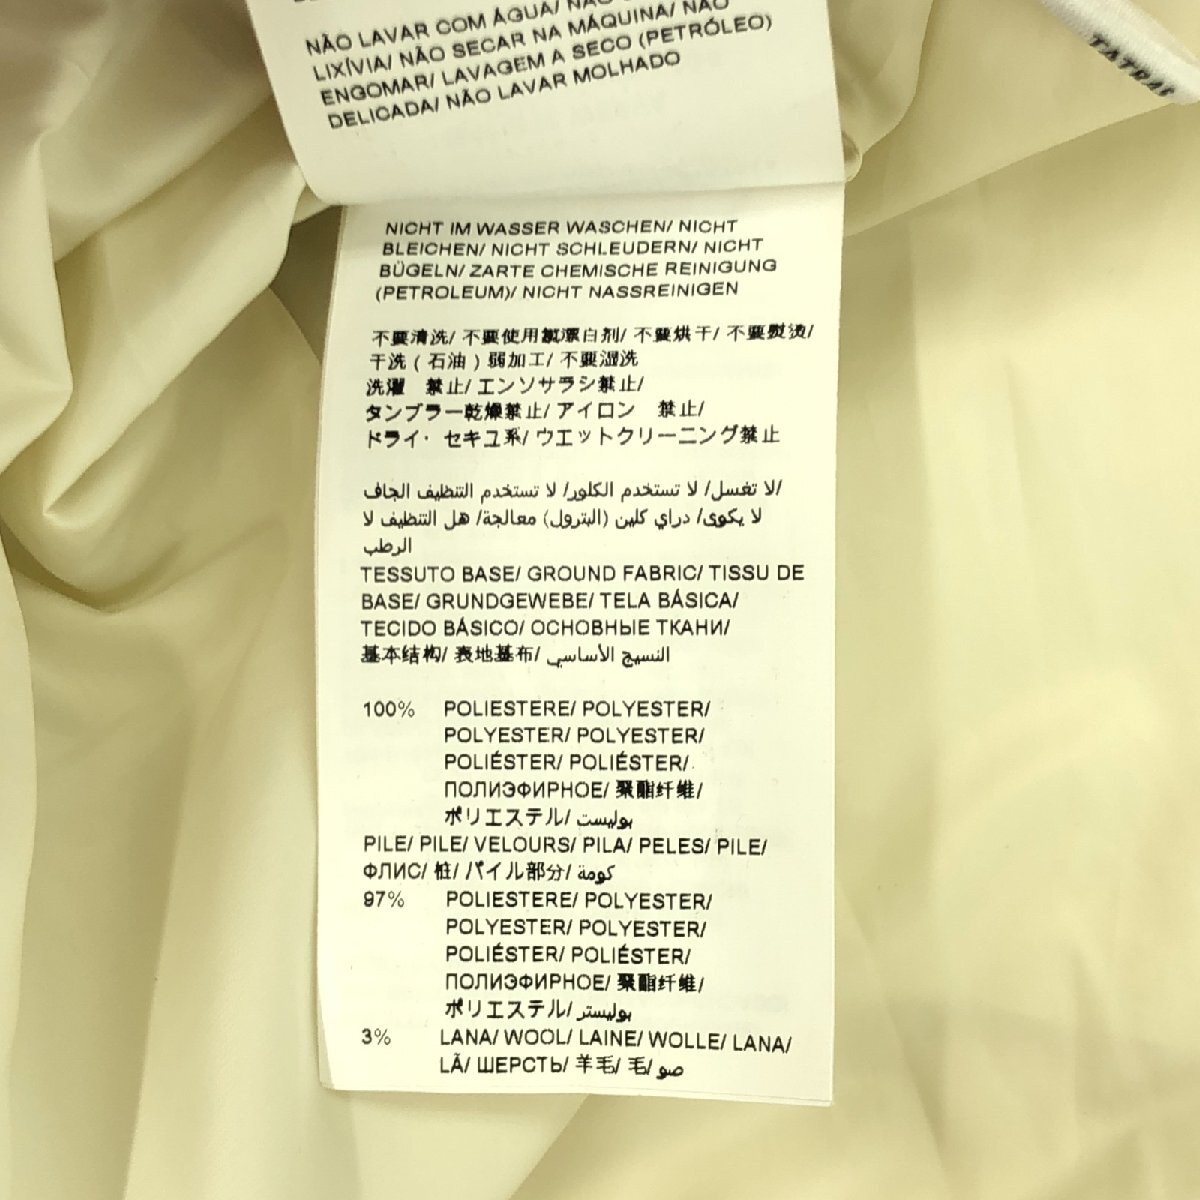 NÃO LAVAR COM ÁGUA/ NÃO
LIXÍVIA/ NÃO SECAR NA MÁQUINA/ NÃO
ENGOMAR/ LAVAGEM A SECO (PETRÓLEO)
DELICADA/ NÃO LAVAR MOLHADO
TATRAS
NICHT IM WASSER WASCHEN/ NICHT
BLEICHEN/ NICHT SCHLEUDERN/ NICHT
BÜGELN/ ZARTE CHEMISCHE REINIGUNG
(PETROLEUM)/ NICHT NASSREINIGEN
不要清洗/ 不要使用氯漂白剂/ 不要烘干/ 不要熨烫/
干洗 ( 石油 ) 弱加工/ 不要湿洗
洗濯　禁止/ エンソサラシ禁止/
タンブラー乾燥禁止/ アイロン　禁止/
ドライ・ セキユ系/ ウエットクリーニング禁止
لا تغسل/ لا تستخدم الكلور/ لا تستخدم التنظيف الجاف/
لا يكوى/ دراي كلين (البترول) معالجة/ هل التنظيف لا
الرطب
TESSUTO BASE/ GROUND FABRIC/ TISSU DE
BASE/ GRUNDGEWEBE/ TELA BÁSICA/
TECIDO BÁSICO/ ОСНОВНЫЕ ТКАНИ/
基本结构/ 表地基布/ النسيج الأساسي
100% POLIESTERE/ POLYESTER/
POLYESTER/ POLYESTER/
POLIÉSTER/ POLIÉSTER/
ПОЛИЭФИРНОЕ/ 聚酯纤维/
ポリエステル/ بوليست
PILE/ PILE/ VELOURS/ PILA/ PELES/ PILE/
ФЛИС/ 桩/ パイル部分/ كومة
97% POLIESTERE/ POLYESTER/
POLYESTER/ POLYESTER/
POLIÉSTER/ POLIÉSTER/
ПОЛИЭФИРНОЕ/ 聚酯纤维/
ポリエステル/ بوليستر
3% LANA/ WOOL/ LAINE/ WOLLE/ LANA/
LÃ/ ШЕРСТЬ/ 羊毛/ 毛/ صو